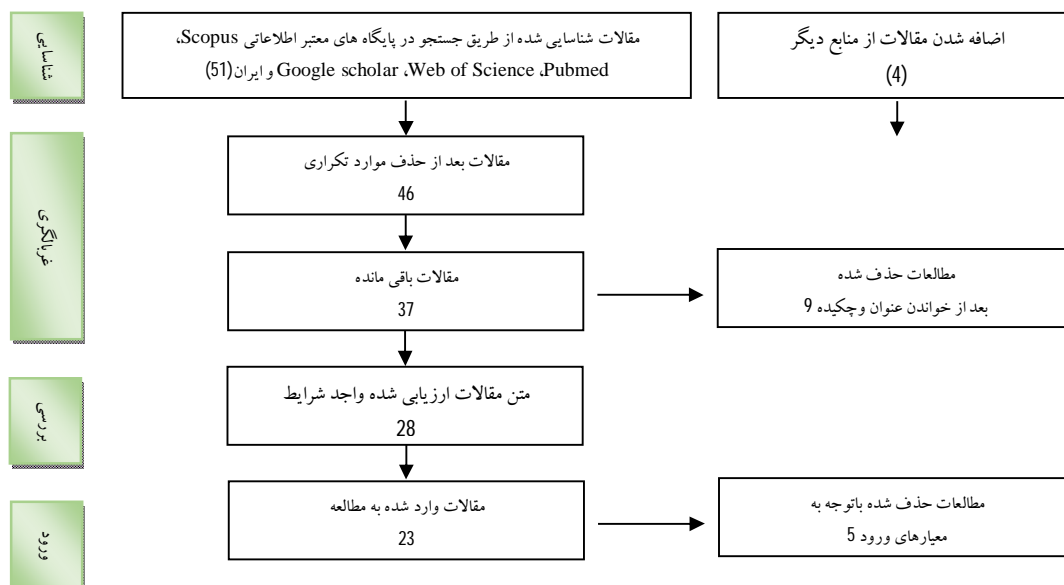 شناسایی
مقالات شناسایی شده از طریق جستجو در پایگاه های معتبر اطلاعاتی Scopus،
Google scholar ،Web of Science ،Pubmed و ایران(51)
اضافه شدن مقالات از منابع دیگر
(4)
غربالگری
مقالات بعد از حذف موارد تکراری
46
مقالات باقی مانده
37
مطالعات حذف شده
بعد از خواندن عنوان وچکیده 9
بررسی
متن مقالات ارزیابی شده واجد شرایط
28
ورود
مقالات وارد شده به مطالعه
23
مطالعات حذف شده باتوجه به
معیارهای ورود 5